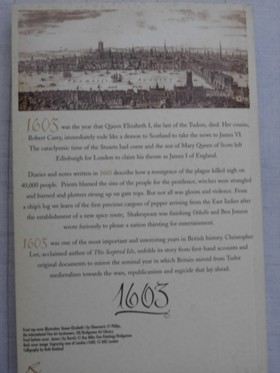 1603 was the year that Queen Elizabeth I, the last of the Tudors, died. Her cousin,
Robert Carey, immediately rode like a demon to Scotland to take the news to James VI.
The cataclysmic time of the Stuarts had come and the son of Mary Queen of Scots left
Edinburgh for London to claim his throne as James I of England.
Diaries and notes written in 1603 describe how a resurgence of the plague killed nigh on
40,000 people. Priests blamed the sins of the people for the pestilence, witches were strangled
and burned and plotters strung up on gate tops. But not all was gloom and violence. From
a ship's log we learn of the first precious cargoes of pepper arriving from the East Indies after
the establishment of a new spice route; Shakespeare was finishing Othello and Ben Jonson
wrote furiously to please a nation thirsting for entertainment.
1603 was one of the most important and interesting years in British history. Christopher
Lee, acclaimed author of This Sceptred Isle, unfolds its story from first-hand accounts and
original documents to mirror the seminal year in which Britain moved from Tudor
medievalism towards the wars, republicanism and regicide that lay ahead.
1603